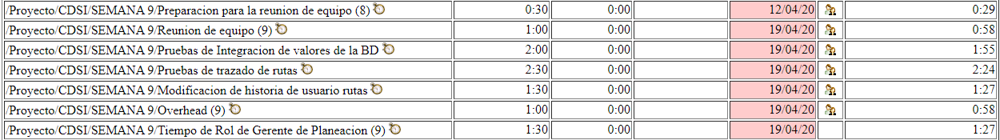 /Proyecto/CDSI/SEMANA 9/Preparacion para la reunion de equipo (8) 0:30 0:00 12/04/20 0:29
/Proyecto/CDSI/SEMANA 9/Reunion de equipo (9) 1:00 0:00 19/04/20 0:58
/Proyecto/CDSI/SEMANA 9/Pruebas de Integracion de valores de la BD 2:00 0:00 19/04/20 1:55
/Proyecto/CDSI/SEMANA 9/Pruebas de trazado de rutas 2:30 0:00 19/04/20 2:24
/Proyecto/CDSI/SEMANA 9/Modificacion de historia de usuario rutas 1:30 0:00 19/04/20 1:27
/Proyecto/CDSI/SEMANA 9/Overhead (9) 1:00 0:00 19/04/20 0:58
/Proyecto/CDSI/SEMANA 9/Tiempo de Rol de Gerente de Planeacion (9) 1:30 0:00 19/04/20 1:27